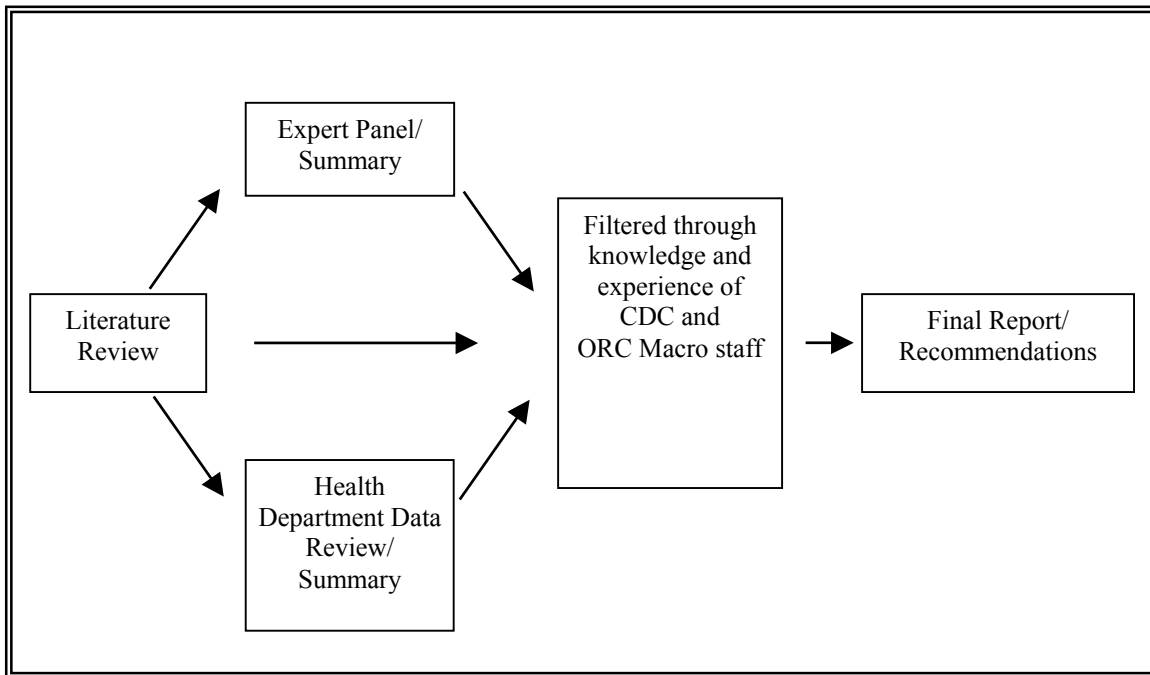 Expert Panel/
Summary
Literature
Review
Health
Department Data
Review/
Summary
Filtered through
knowledge and
experience of
CDC and
ORC Macro staff
Final Report/
Recommendations